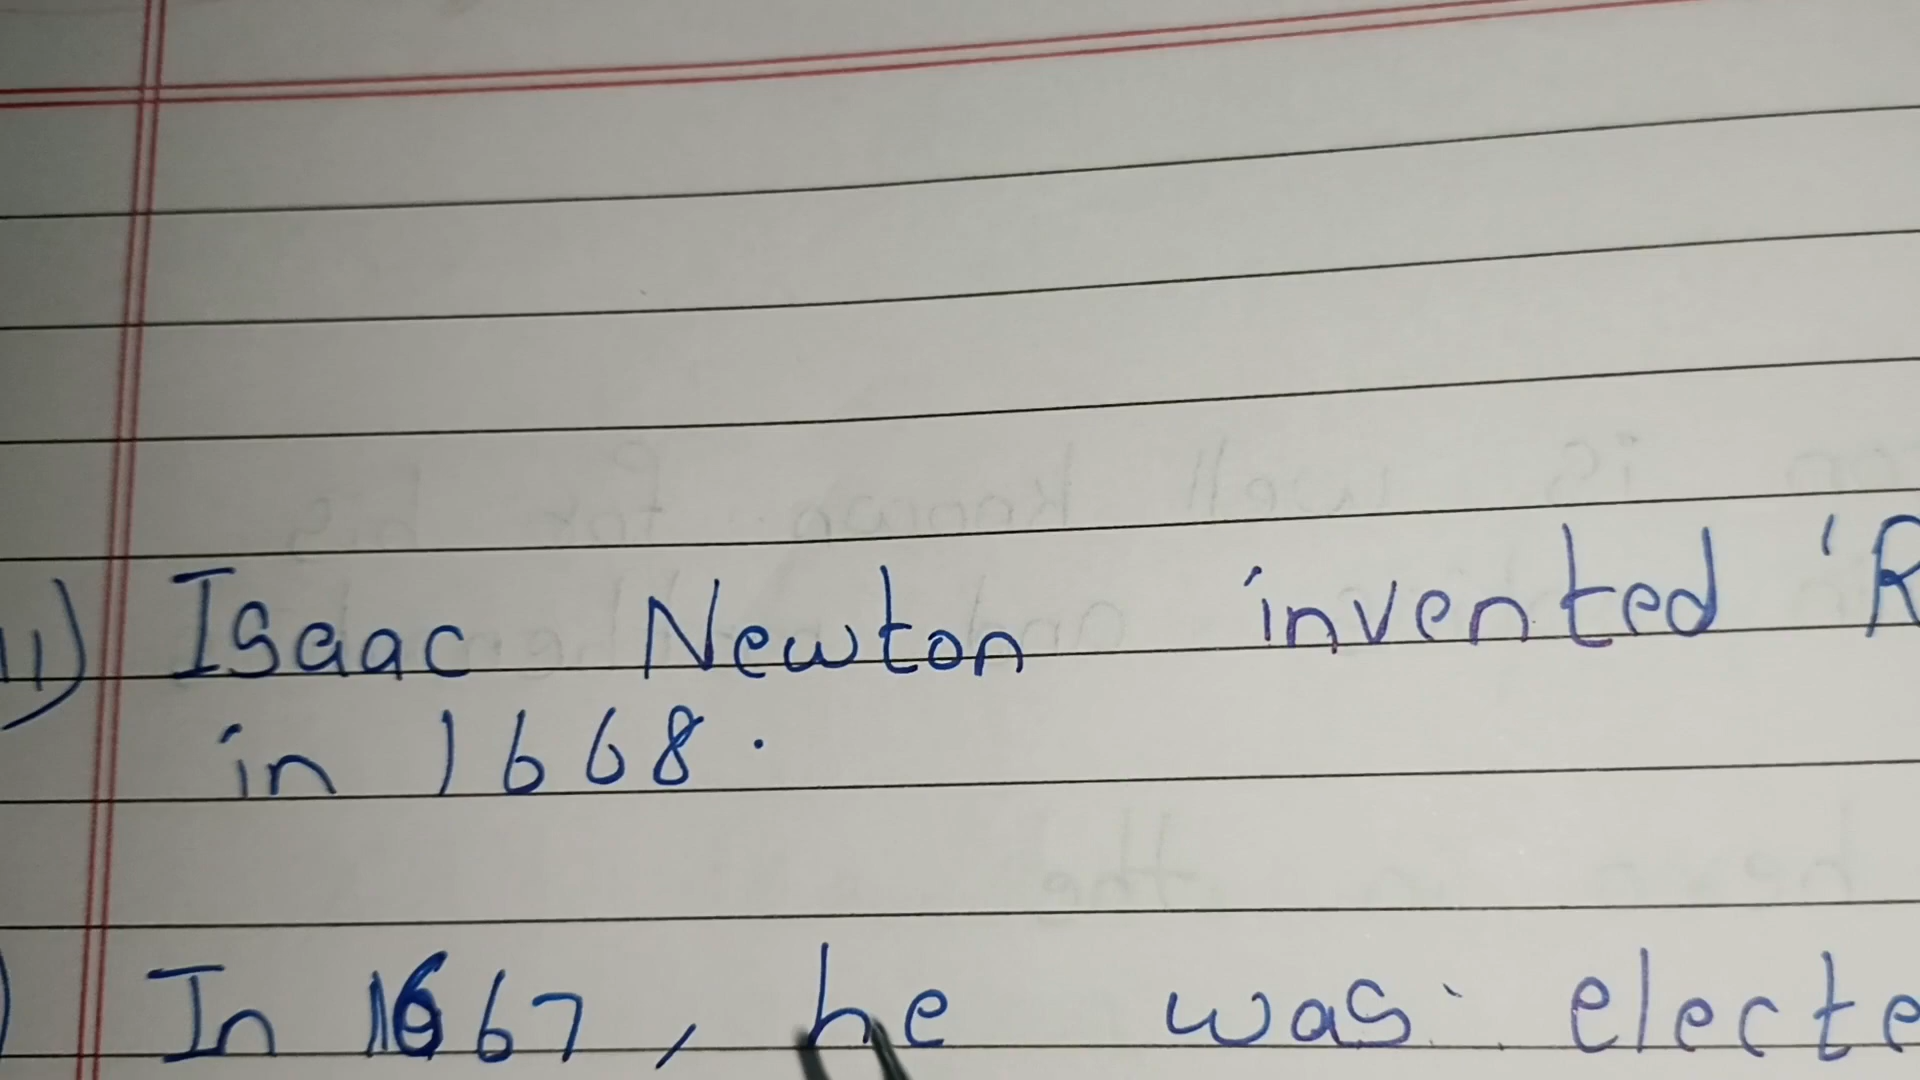 11) Isaac Newton invented 'R
in 1668.
) In 1667, he was electe